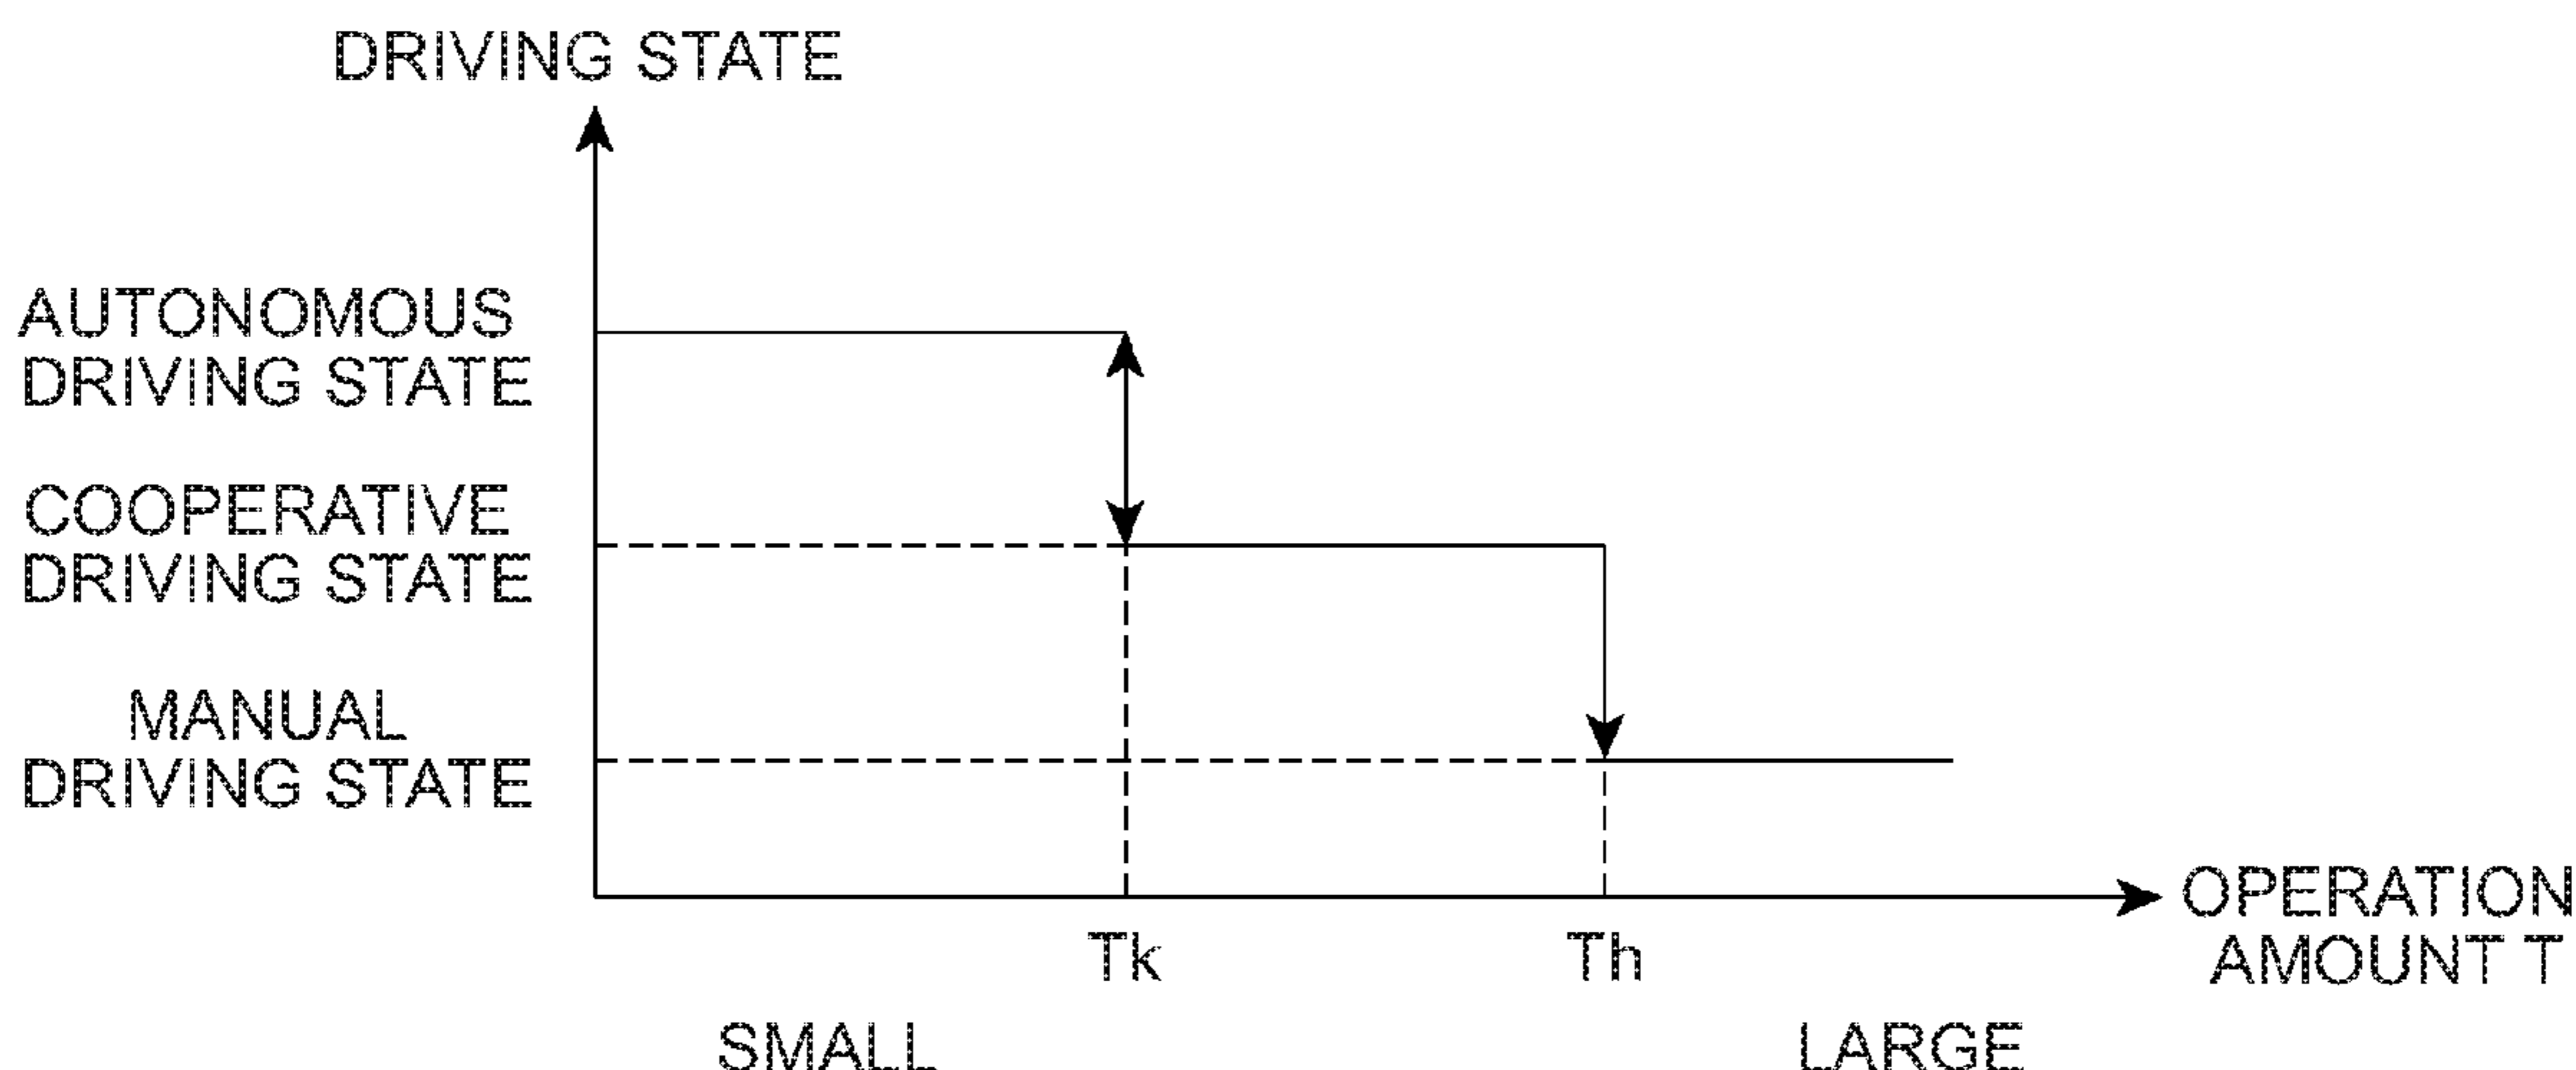 DRIVING STATE
AUTONOMOUS
DRIVING STATE
COOPERATIVE
DRIVING STATE
MANUAL
DRIVING STATE
OPERATION
AMOUNT T
Tk
Th
SMALL
LARGE